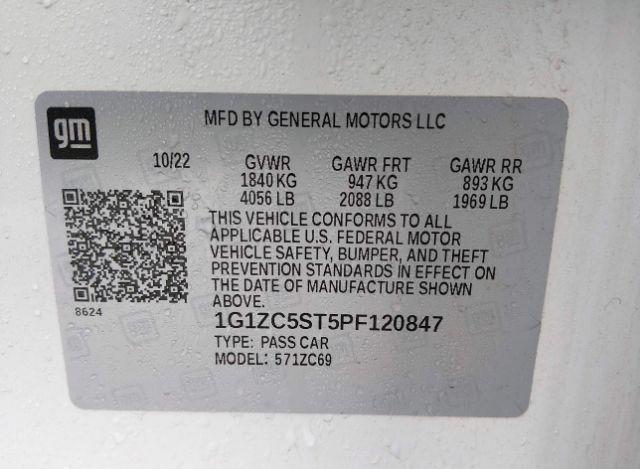 gm
MFD BY GENERAL MOTORS LLC
10/22 GVWR GAWR FRT GAWR RR
1840 KG 947 KG 893 KG
4056 LB 2088 LB 1969 LB
THIS VEHICLE CONFORMS TO ALL
APPLICABLE U.S. FEDERAL MOTOR
VEHICLE SAFETY, BUMPER, AND THEFT
PREVENTION STANDARDS IN EFFECT ON
THE DATE OF MANUFACTURE SHOWN
ABOVE.
8624
1G1ZC5ST5PF120847
TYPE: PASS CAR
MODEL: 571ZC69